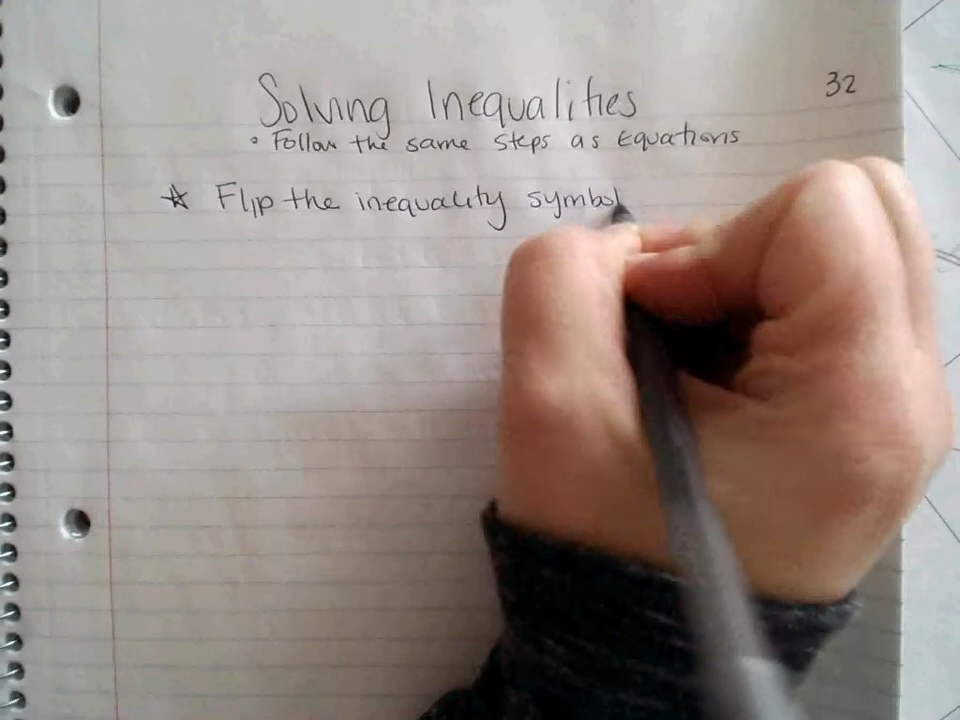 32
Solving Inequalities
• Follow the same steps as Equations
☆ Flip the inequality symbol